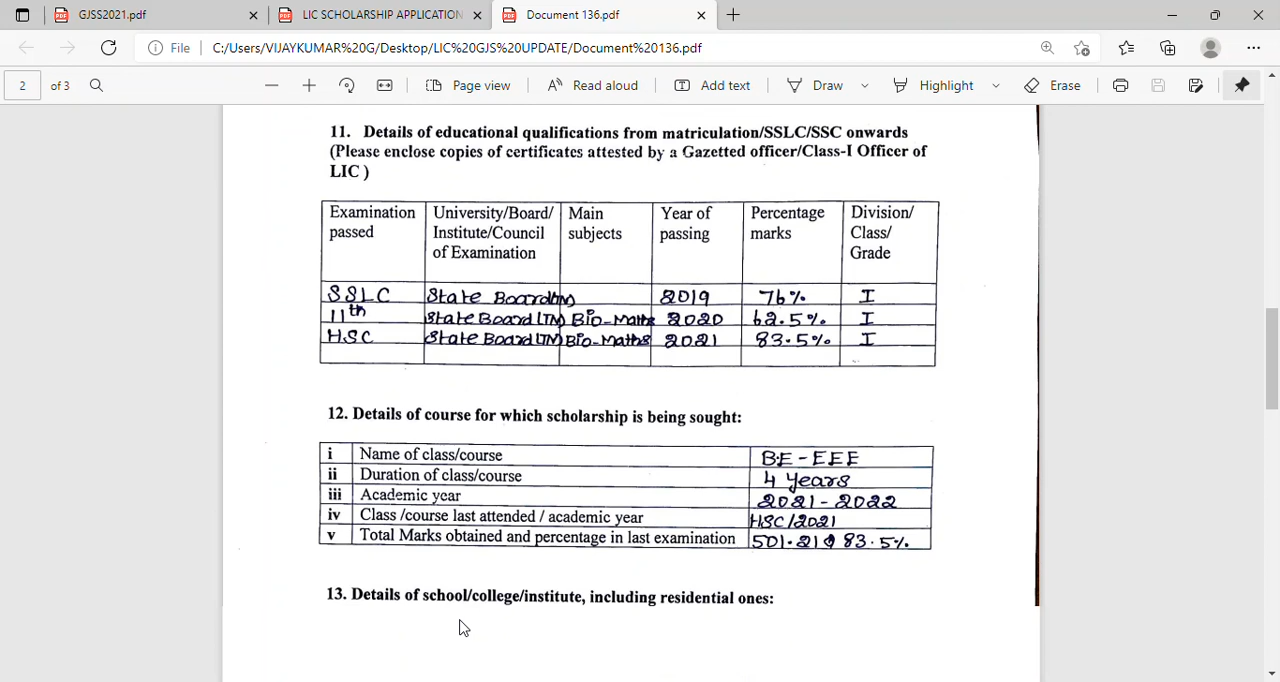 GJSS2021.pdf
LIC SCHOLARSHIP APPLICATION
Document 136.pdf
File C:/Users/VIJAYKUMAR%20G/Desktop/LIC%20GJS%20UPDATE/Document%20136.pdf
2 of 3 Page view Read aloud Add text Draw Highlight Erase
11. Details of educational qualifications from matriculation/SSLC/SSC onwards
(Please enclose copies of certificates attested by a Gazetted officer/Class-I Officer of
LIC )
Examination passed University/Board/ Institute/Council of Examination Main subjects Year of passing Percentage marks Division/ Class/ Grade
SSLC State Board(TN) 2019 76% I
11th State Board (TN) Bio-Maths 2020 62.5% I
HSC State Board (TN) Bio-Maths 2021 83.5% I
12. Details of course for which scholarship is being sought:
i Name of class/course BE - EEE
ii Duration of class/course 4 Years
iii Academic year 2021 - 2022
iv Class /course last attended / academic year HSC/2021
v Total Marks obtained and percentage in last examination 501.21 83.5%
13. Details of school/college/institute, including residential ones: